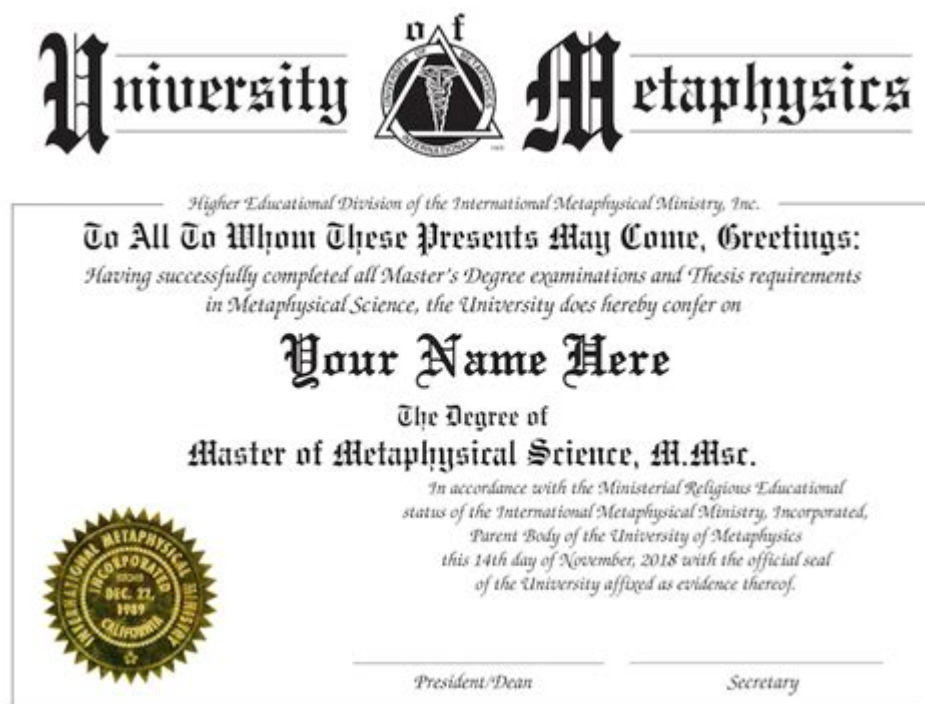 University of Metaphysics
UNIVERSITY OF METAPHYSICS
INTERNATIONAL
Higher Educational Division of the International Metaphysical Ministry, Inc.
To All To Whom These Presents May Come, Greetings:
Having successfully completed all Master's Degree examinations and Thesis requirements
in Metaphysical Science, the University does hereby confer on
Your Name Here
The Degree of
Master of Metaphysical Science, M.Msc.
In accordance with the Ministerial Religious Educational
status of the International Metaphysical Ministry, Incorporated,
Parent Body of the University of Metaphysics
this 14th day of November, 2018 with the official seal
of the University affixed as evidence thereof.
INTERNATIONAL METAPHYSICAL MINISTRY
INCORPORATED
DEC. 27,
1989
CALIFORNIA
President/Dean
Secretary